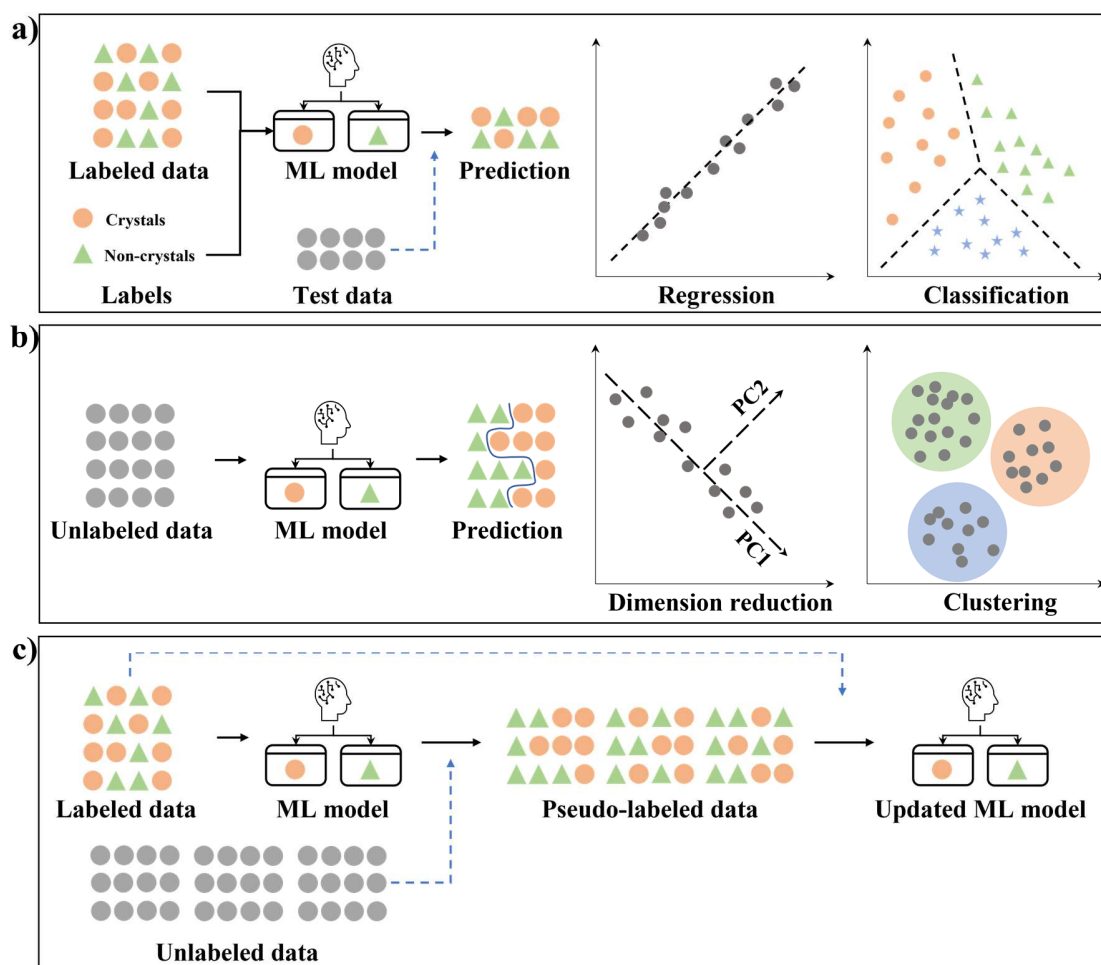 a)
Labeled data
ML model
Prediction
Crystals
Non-crystals
Labels
Test data
Regression
Classification
b)
Unlabeled data
ML model
Prediction
PC2
PC1
Dimension reduction
Clustering
c)
Labeled data
ML model
Pseudo-labeled data
Updated ML model
Unlabeled data